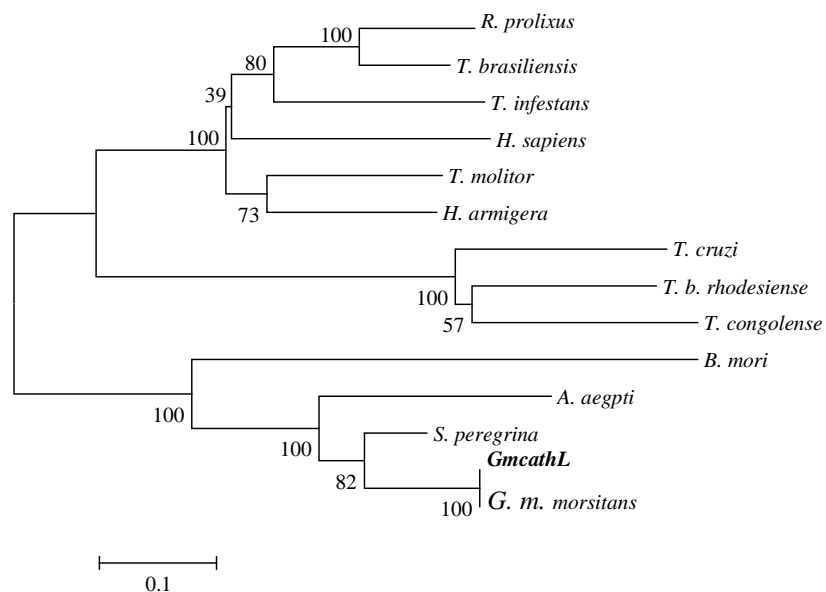 R. prolixus
100
T. brasiliensis
80
T. infestans
39
H. sapiens
100
T. molitor
H. armigera
73
T. cruzi
T. b. rhodesiense
100
T. congolense
57
B. mori
A. aegpti
100
S. peregrina
100
GmcathL
82
G. m. morsitans
100
0.1